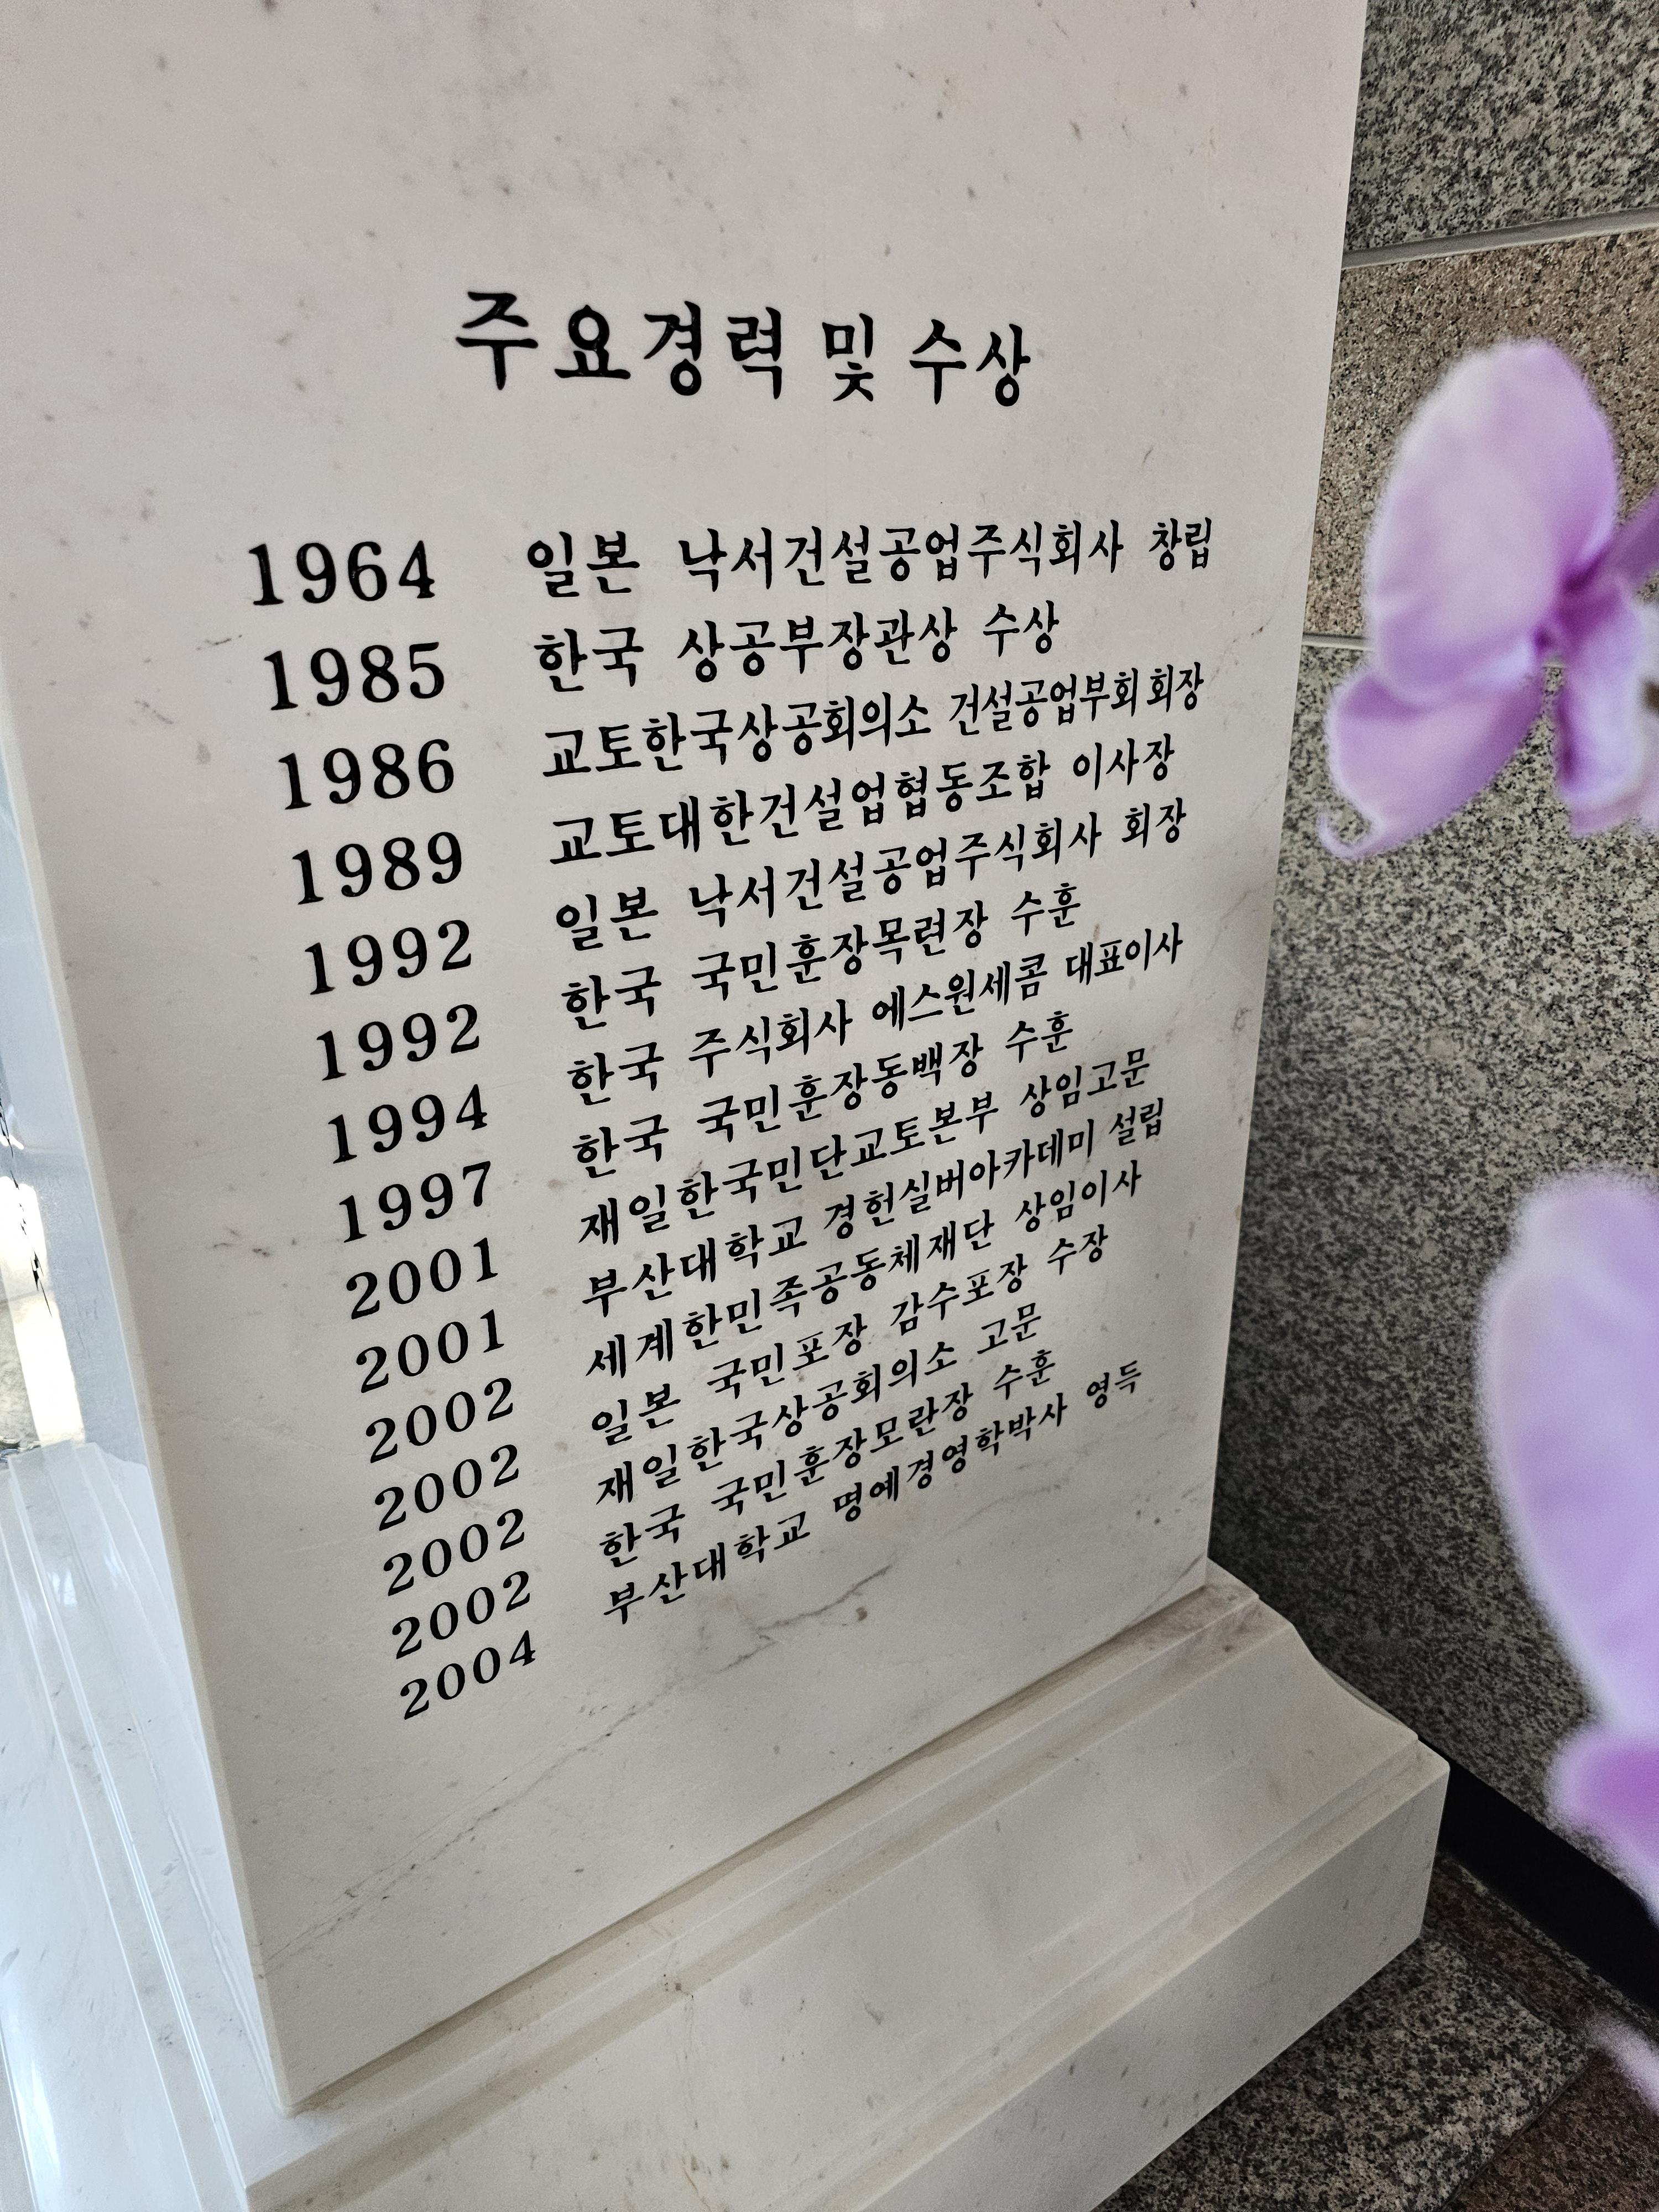 주요경력 및 수상
1964 일본 낙서건설공업주식회사 창립
1985 한국 상공부장관상 수상
1986 교토한국상공회의소 건설공업부회회장
1989 교토대한건설업협동조합 이사장
1992 일본 낙서건설공업주식회사 회장
1992 한국 국민훈장목련장 수훈
1994 한국 주식회사 에스원세콤 대표이사
1997 한국 국민훈장동백장 수훈
2001 재일한국민단교토본부 상임고문
2001 부산대학교 경헌실버아카데미 설립
2002 세계한민족공동체재단 상임이사
2002 일본 국민포장 감수포장 수장
2002 재일한국상공회의소 고문
2002 한국 국민훈장모란장 수훈
2004 부산대학교 명예경영학박사 영득